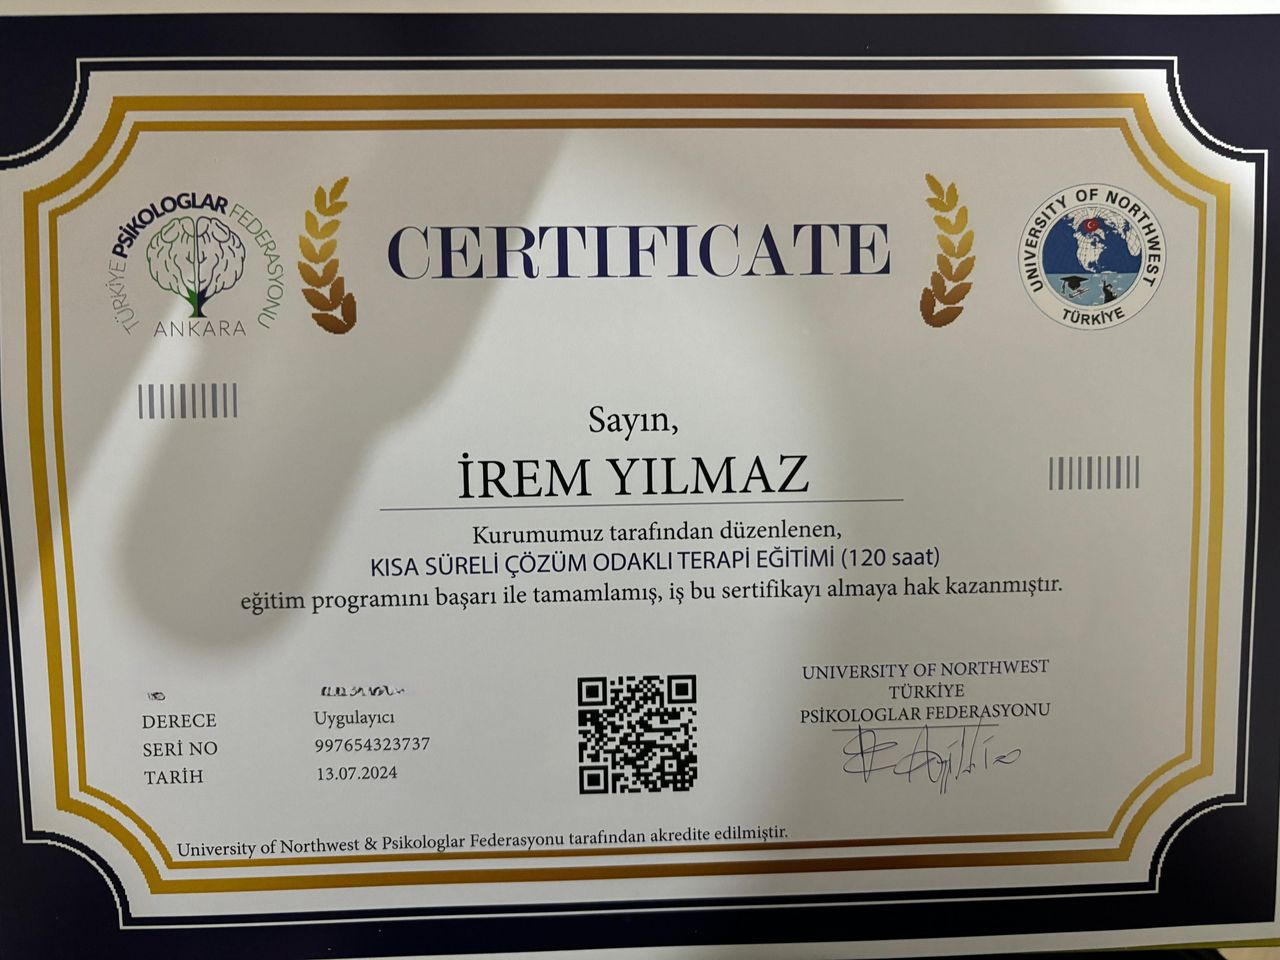 TÜRKİYE PSİKOLOGLAR FEDERASYONU
ANKARA
CERTIFICATE
UNIVERSITY OF NORTHWEST
TÜRKİYE
Sayın,
İREM YILMAZ
Kurumumuz tarafından düzenlenen,
KISA SÜRELİ ÇÖZÜM ODAKLI TERAPİ EĞİTİMİ (120 saat)
eğitim programını başarı ile tamamlamış, iş bu sertifikayı almaya hak kazanmıştır.
DERECE Uygulayıcı
SERİ NO 997654323737
TARİH 13.07.2024
UNIVERSITY OF NORTHWEST
TÜRKİYE
PSİKOLOGLAR FEDERASYONU
University of Northwest & Psikologlar Federasyonu tarafından akredite edilmiştir.